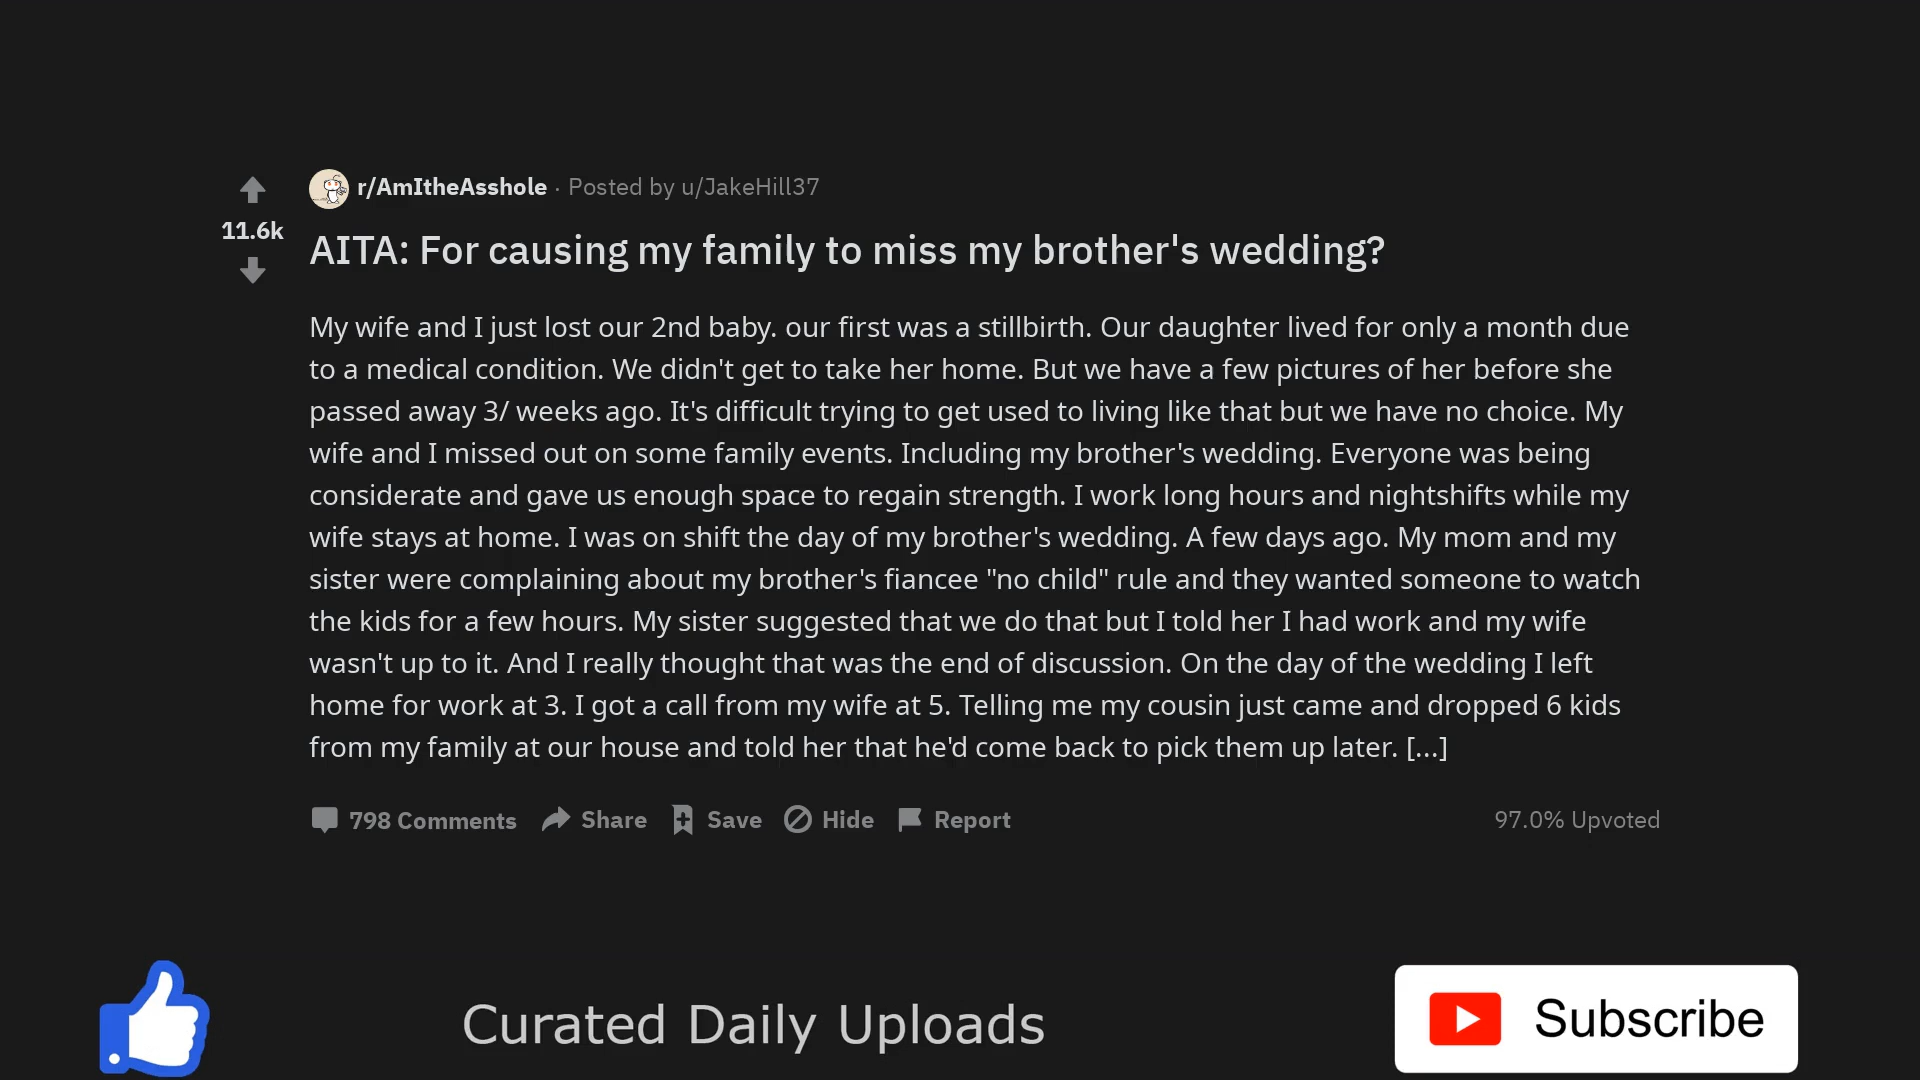 r/AmItheAsshole · Posted by u/JakeHill37
11.6k
AITA: For causing my family to miss my brother's wedding?
My wife and I just lost our 2nd baby. our first was a stillbirth. Our daughter lived for only a month due
to a medical condition. We didn't get to take her home. But we have a few pictures of her before she
passed away 3/ weeks ago. It's difficult trying to get used to living like that but we have no choice. My
wife and I missed out on some family events. Including my brother's wedding. Everyone was being
considerate and gave us enough space to regain strength. I work long hours and nightshifts while my
wife stays at home. I was on shift the day of my brother's wedding. A few days ago. My mom and my
sister were complaining about my brother's fiancee "no child" rule and they wanted someone to watch
the kids for a few hours. My sister suggested that we do that but I told her I had work and my wife
wasn't up to it. And I really thought that was the end of discussion. On the day of the wedding I left
home for work at 3. I got a call from my wife at 5. Telling me my cousin just came and dropped 6 kids
from my family at our house and told her that he'd come back to pick them up later. [...]
798 Comments Share Save Hide Report 97.0% Upvoted
Curated Daily Uploads
Subscribe